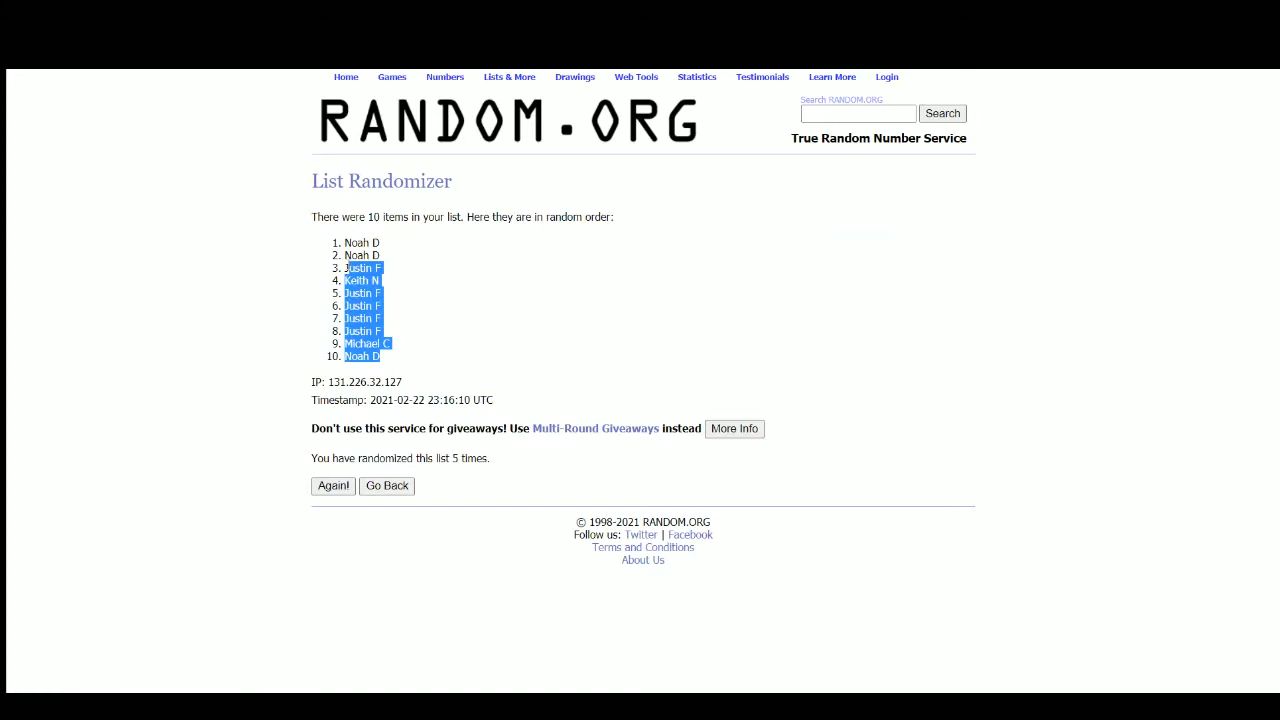 Home Games Numbers Lists & More Drawings Web Tools Statistics Testimonials Learn More Login
RANDOM.ORG
Search RANDOM.ORG
Search
True Random Number Service
List Randomizer
There were 10 items in your list. Here they are in random order:
1. Noah D
2. Noah D
3. Justin F
4. Keith N
5. Justin F
6. Justin F
7. Justin F
8. Justin F
9. Michael C
10. Noah D
IP: 131.226.32.127
Timestamp: 2021-02-22 23:16:10 UTC
Don't use this service for giveaways! Use Multi-Round Giveaways instead More Info
You have randomized this list 5 times.
Again! Go Back
© 1998-2021 RANDOM.ORG
Follow us: Twitter | Facebook
Terms and Conditions
About Us